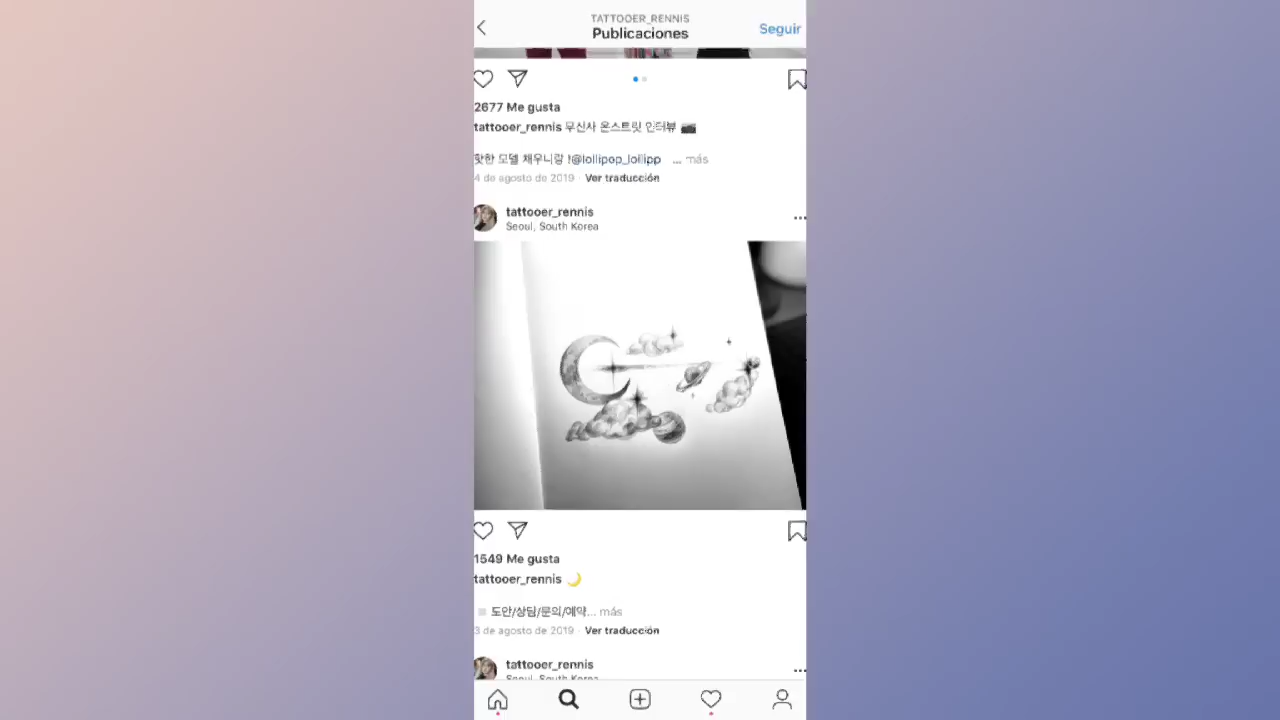 TATTOOER_RENNIS
Publicaciones
Seguir
2677 Me gusta
tattooer_rennis 무신사 온스트릿 인터뷰
핫한 모델 채우니랑 !@lollipop_lollipp ... más
4 de agosto de 2019 · Ver traducción
tattooer_rennis
Seoul, South Korea
1549 Me gusta
tattooer_rennis 🌙
도안/상담/문의/예약... más
3 de agosto de 2019 · Ver traducción
tattooer_rennis
Seoul, South Korea